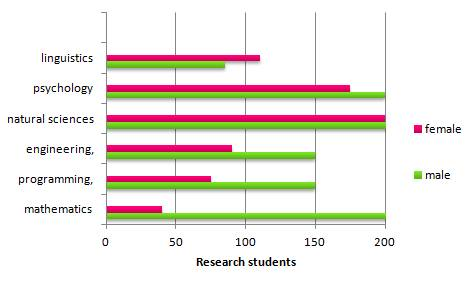 linguistics
psychology
natural sciences
engineering,
programming,
mathematics
0 50 100 150 200
Research students
female
male